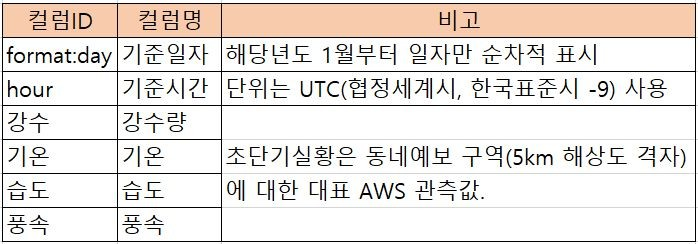 컬럼ID 컬럼명 비고
format:day 기준일자 해당년도 1월부터 일자만 순차적 표시
hour 기준시간 단위는 UTC(협정세계시, 한국표준시 -9) 사용
강수 강수량
기온 기온 초단기실황은 동네예보 구역(5km 해상도 격자)
습도 습도 에 대한 대표 AWS 관측값.
풍속 풍속